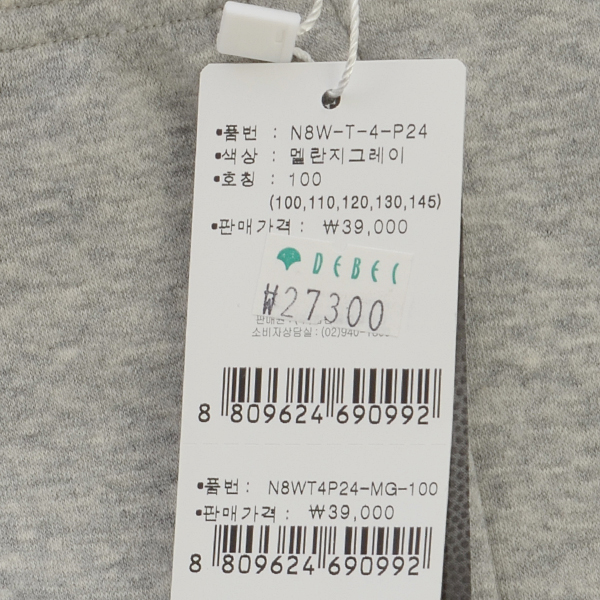 •품번 : N8W-T-4-P24
•색상 : 멜란지그레이
•호칭 : 100
(100,110,120,130,145)
•판매가격 : ₩39,000
DEBEC
₩27300
소비자상담실 : (02)940-
8 809624 690992
•품번 : N8WT4P24-MG-100
•판매가격 : ₩39,000
8 809624 690992